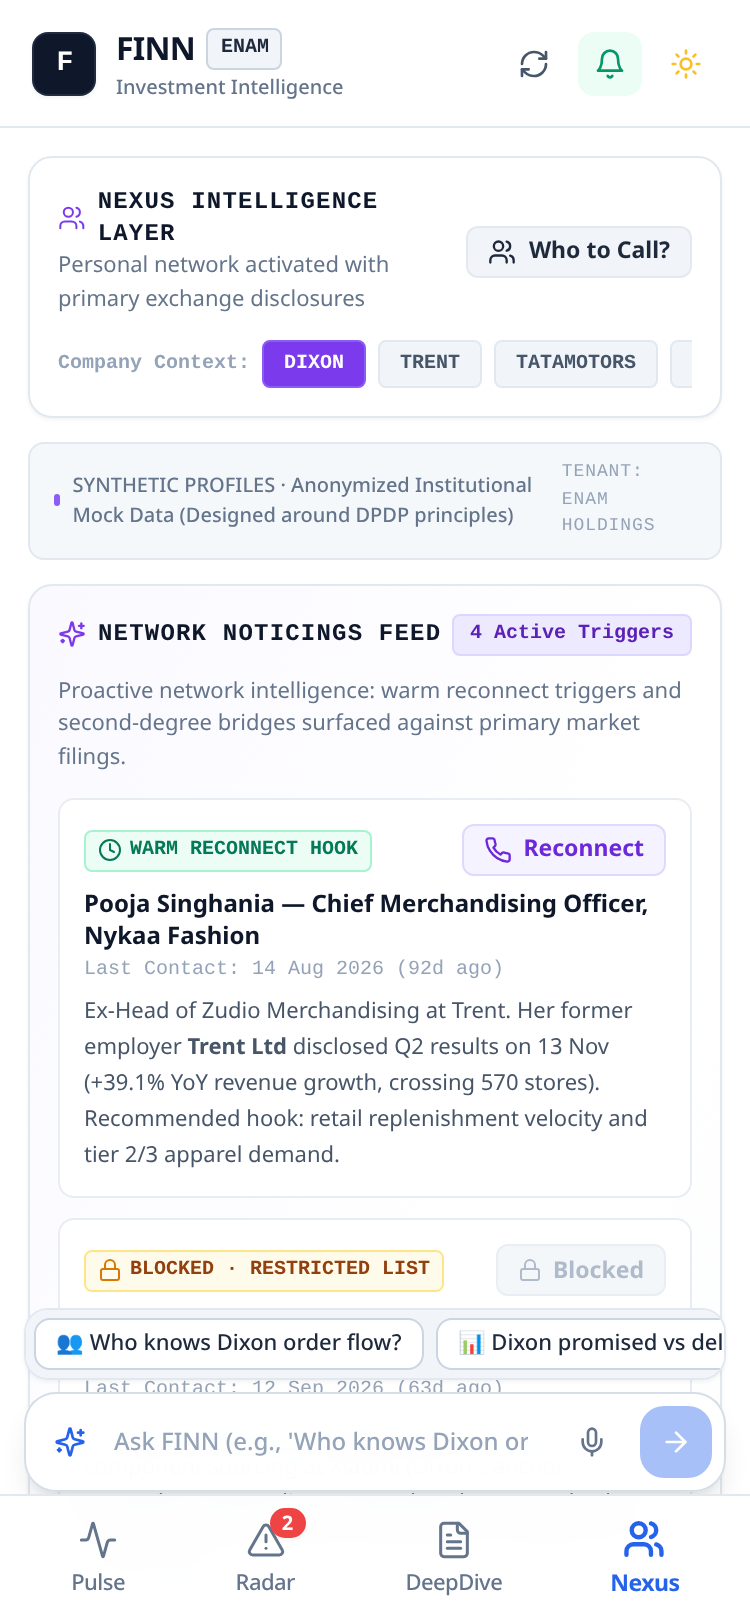 F
FINN ENAM
Investment Intelligence
NEXUS INTELLIGENCE
LAYER
Personal network activated with
primary exchange disclosures
Who to Call?
Company Context: DIXON TRENT TATAMOTORS
SYNTHETIC PROFILES · Anonymized Institutional
Mock Data (Designed around DPDP principles)
TENANT:
ENAM
HOLDINGS
NETWORK NOTICINGS FEED 4 Active Triggers
Proactive network intelligence: warm reconnect triggers and
second-degree bridges surfaced against primary market
filings.
WARM RECONNECT HOOK Reconnect
Pooja Singhania — Chief Merchandising Officer,
Nykaa Fashion
Last Contact: 14 Aug 2026 (92d ago)
Ex-Head of Zudio Merchandising at Trent. Her former
employer Trent Ltd disclosed Q2 results on 13 Nov
(+39.1% YoY revenue growth, crossing 570 stores).
Recommended hook: retail replenishment velocity and
tier 2/3 apparel demand.
BLOCKED · RESTRICTED LIST Blocked
👥 Who knows Dixon order flow? 📊 Dixon promised vs del
Last Contact: 12 Sep 2026 (63d ago)
Ask FINN (e.g., 'Who knows Dixon or
2
Pulse Radar DeepDive Nexus